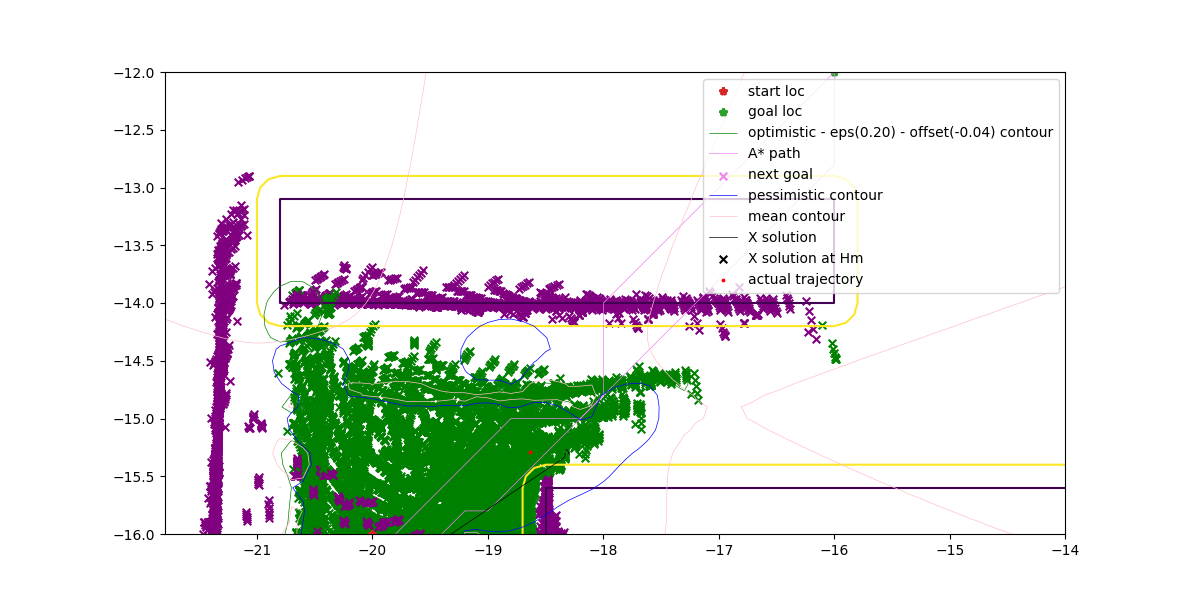 −12.0
−12.5
−13.0
−13.5
−14.0
−14.5
−15.0
−15.5
−16.0
start loc
goal loc
optimistic - eps(0.20) - offset(-0.04) contour
A* path
next goal
pessimistic contour
mean contour
X solution
X solution at Hm
actual trajectory
−21 −20 −19 −18 −17 −16 −15 −14